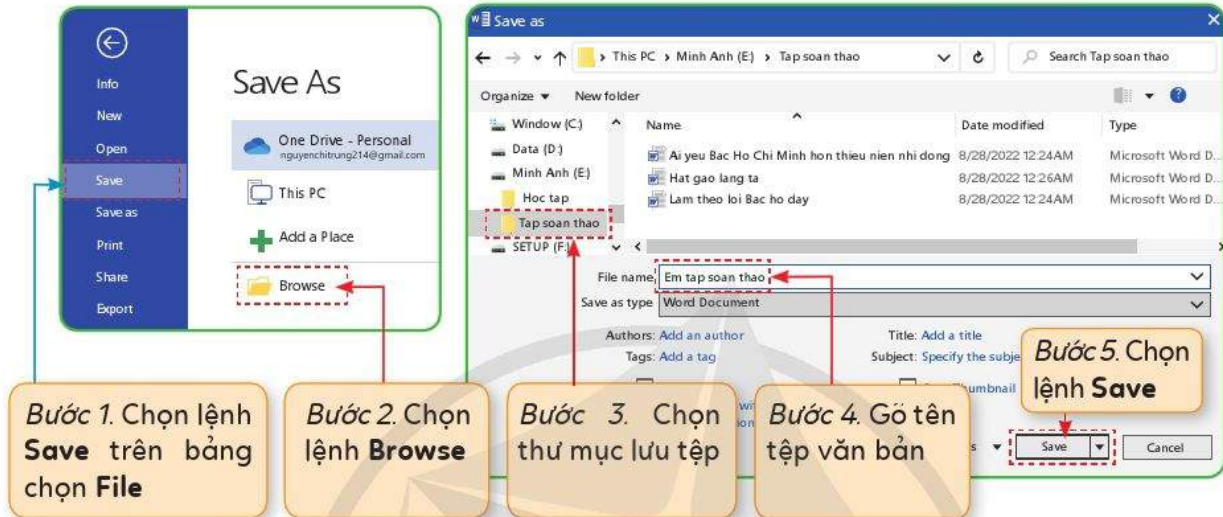 Info
New
Open
Save
Save as
Print
Share
Export
Save As
One Drive - Personal
nguyenchitrung214@gmail.com
This PC
Add a Place
Browse
Save as
This PC > Minh Anh (E:) > Tap soan thao
Search Tap soan thao
Organize
New folder
Window (C:)
Data (D:)
Minh Anh (E:)
Hoc tap
Tap soan thao
SETUP (F:)
Name
Date modified
Type
Ai yeu Bac Ho Chi Minh hon thieu nien nhi dong 8/28/2022 12:24AM Microsoft Word D...
Hat gao lang ta 8/28/2022 12:26AM Microsoft Word D...
Lam theo loi Bac ho day 8/28/2022 12:24AM Microsoft Word D...
File name Em tap soan thao
Save as type Word Document
Authors: Add an author
Title: Add a title
Tags: Add a tag
Subject: Specify the subje
Save
Cancel
Bước 1. Chọn lệnh
Save trên bảng
chọn File
Bước 2. Chọn
lệnh Browse
Bước 3. Chọn
thư mục lưu tệp
Bước 4. Gõ tên
tệp văn bản
Bước 5. Chọn
lệnh Save